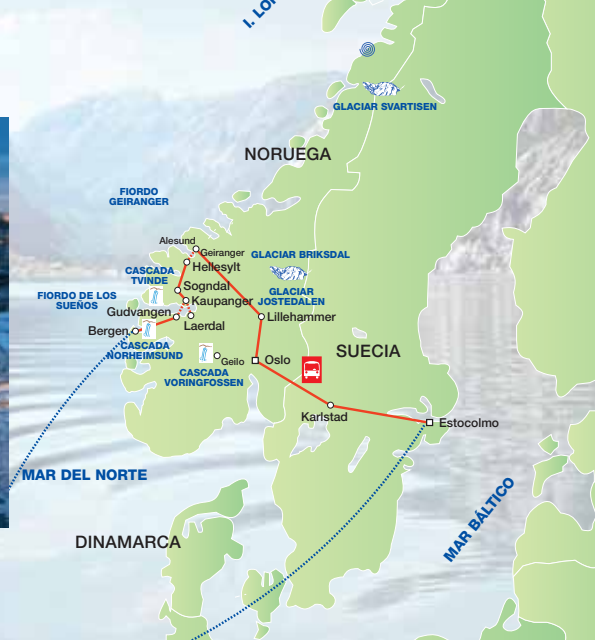 I. LO
GLACIAR SVARTISEN
NORUEGA
FIORDO
GEIRANGER
Alesund
Geiranger
GLACIAR BRIKSDAL
Hellesylt
CASCADA
TVINDE
Sogndal
GLACIAR
JOSTEDALEN
FIORDO DE LOS
SUEÑOS
Kaupanger
Gudvangen
Lillehammer
Laerdal
Bergen
CASCADA
NORHEIMSUND
SUECIA
Geilo
Oslo
CASCADA
VORINGFOSSEN
Karlstad
Estocolmo
MAR DEL NORTE
MAR BÁLTICO
DINAMARCA